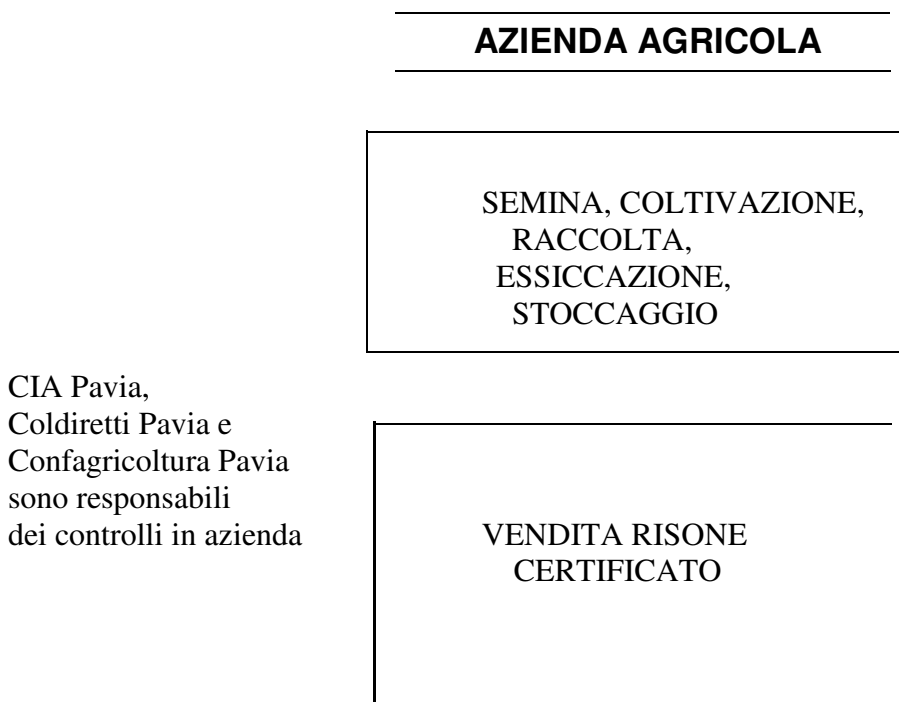 AZIENDA AGRICOLA
SEMINA, COLTIVAZIONE,
RACCOLTA,
ESSICCAZIONE,
STOCCAGGIO
CIA Pavia,
Coldiretti Pavia e
Confagricoltura Pavia
sono responsabili
dei controlli in azienda
VENDITA RISONE
CERTIFICATO